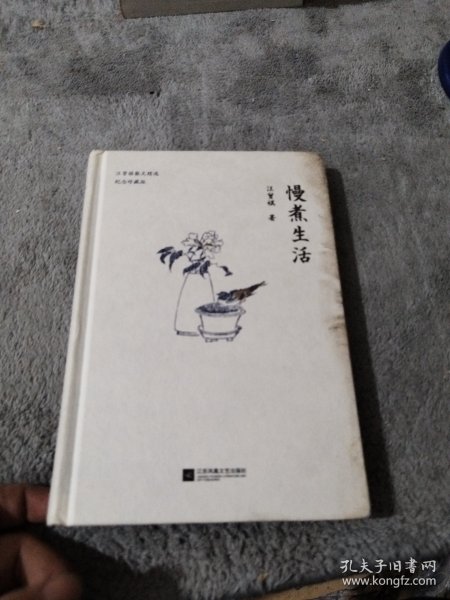 汪曾祺散文精选
纪念珍藏版
慢煮生活
汪曾祺 著
江苏凤凰文艺出版社
孔夫子旧书网
www.kongfz.com